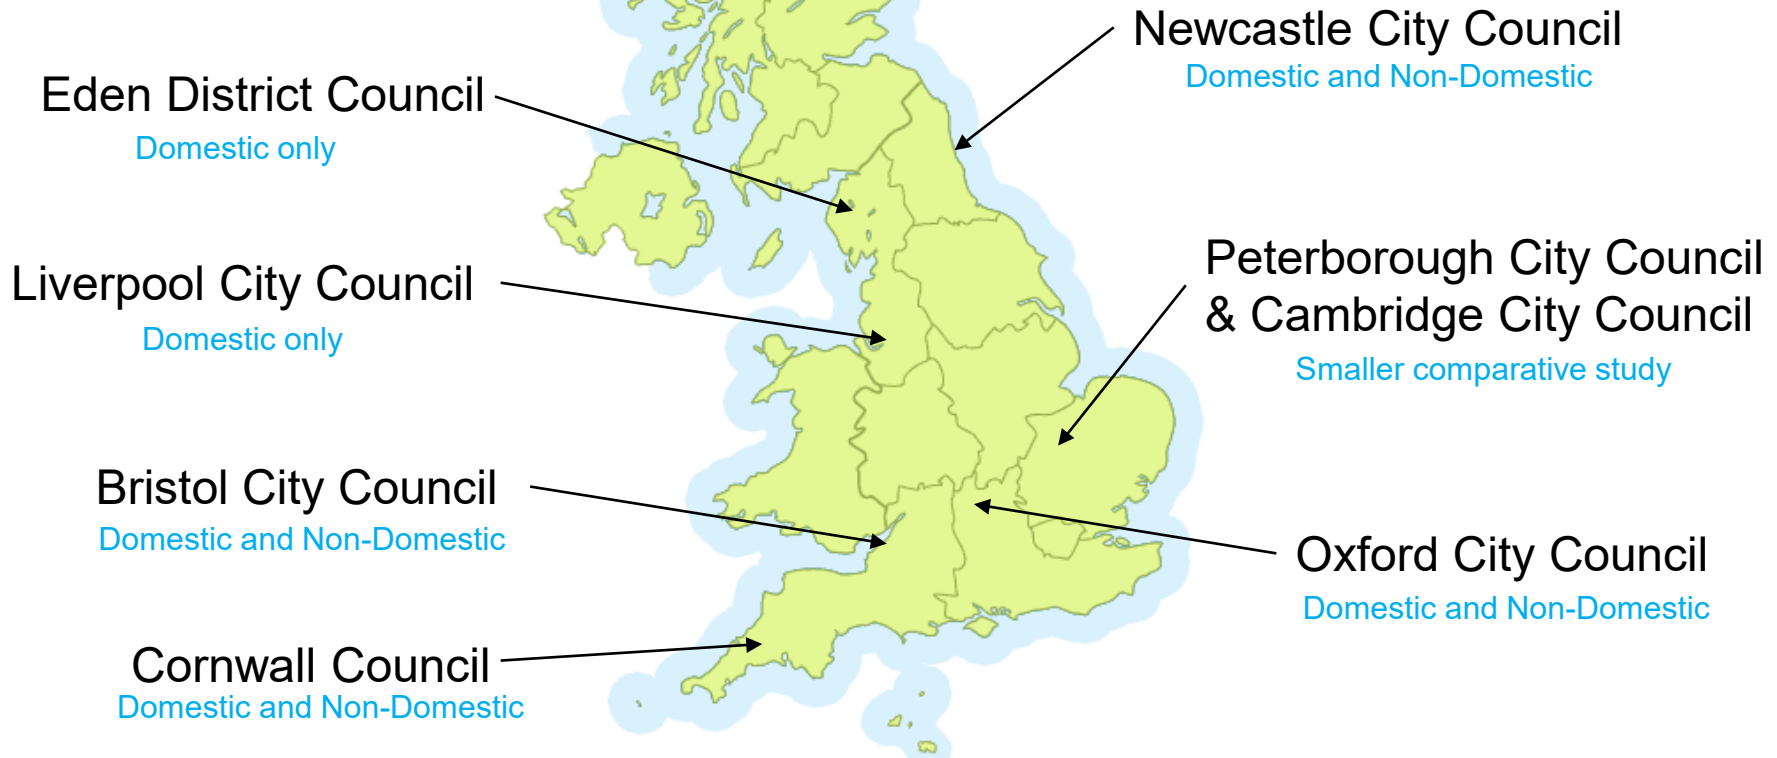 Newcastle City Council
Domestic and Non-Domestic
Eden District Council
Domestic only
Peterborough City Council
& Cambridge City Council
Smaller comparative study
Liverpool City Council
Domestic only
Bristol City Council
Domestic and Non-Domestic
Oxford City Council
Domestic and Non-Domestic
Cornwall Council
Domestic and Non-Domestic